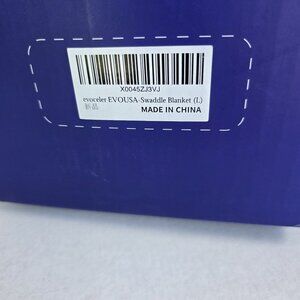 X0045ZJ3VJ
evoceler EVOUSA-Swaddle Blanket (L)
新品
MADE IN CHINA